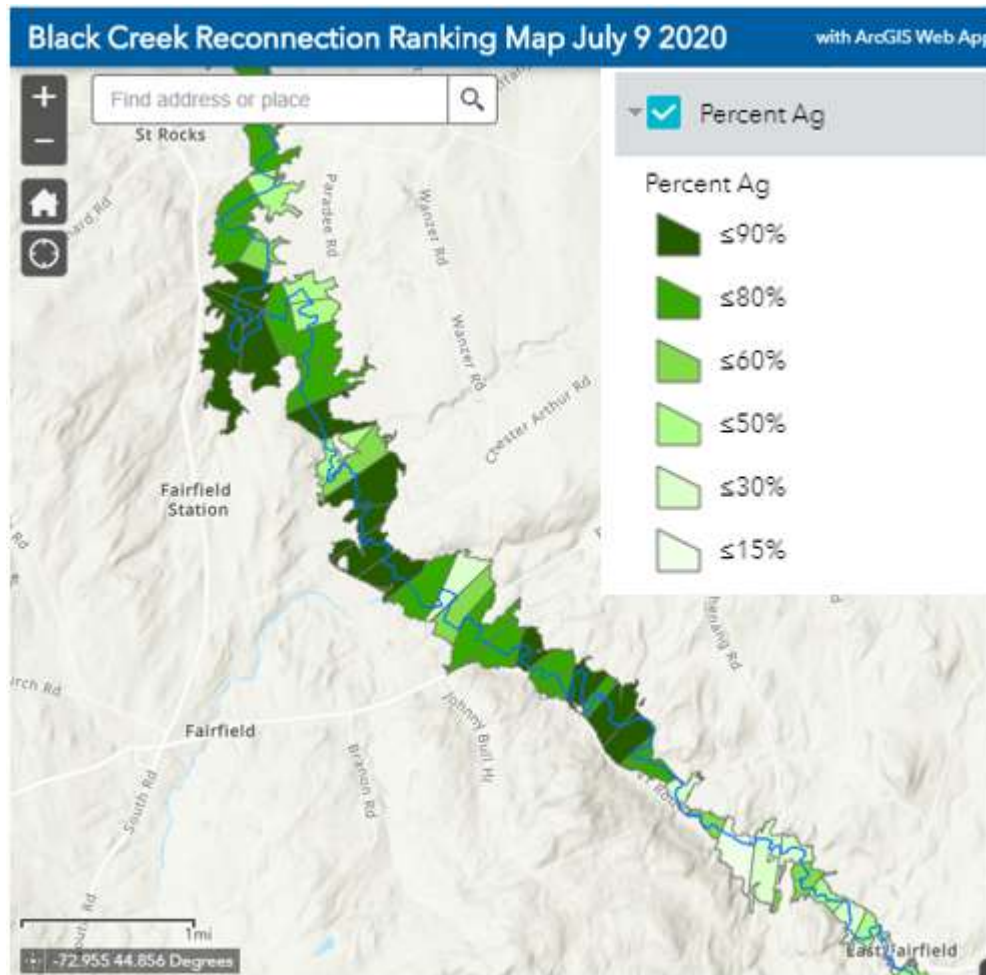 Black Creek Reconnection Ranking Map July 9 2020
with ArcGIS Web App
+
Find address or place
−
St Rocks
Percent Ag
Percent Ag
≤90%
≤80%
≤60%
≤50%
≤30%
≤15%
Paradee Rd
Wanzer Rd
Wanzer Rd
Chester Arthur Rd
Fairfield
Station
Rd
Fairfield
Johnny Bull Hl
Branon Rd
South Rd
East Fairfield
1mi
-72.955 44.856 Degrees